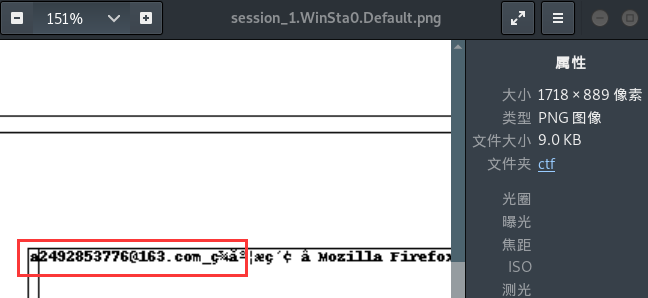 151%
session_1.WinSta0.Default.png
属性
大小 1718 × 889 像素
类型 PNG 图像
文件大小 9.0 KB
文件夹 ctf
光圈
曝光
焦距
ISO
测光
a2492853776@163.com_ç¾ã³¦æç´¢ â Mozilla Firefox